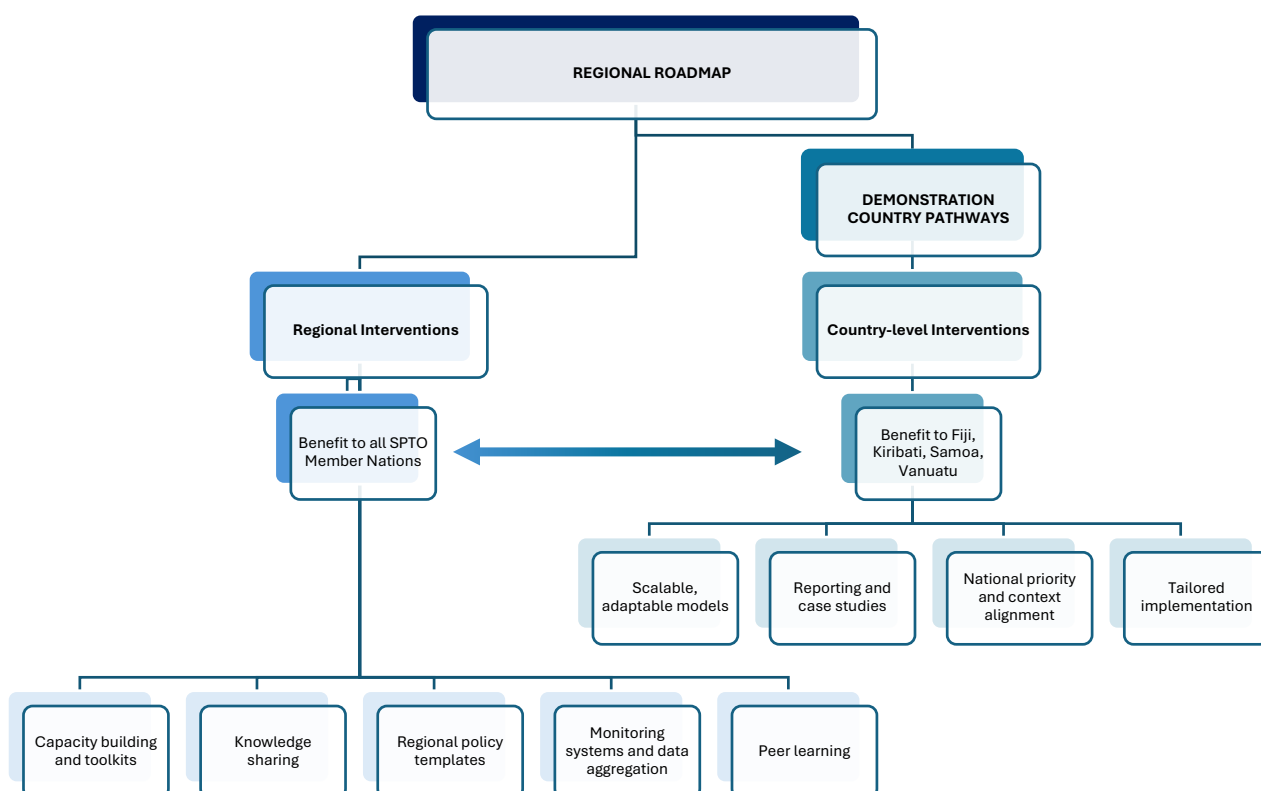 REGIONAL ROADMAP
DEMONSTRATION
COUNTRY PATHWAYS
Regional Interventions
Country-level Interventions
Benefit to all SPTO
Member Nations
Benefit to Fiji,
Kiribati, Samoa,
Vanuatu
Scalable,
adaptable models
Reporting and
case studies
National priority
and context
alignment
Tailored
implementation
Capacity building
and toolkits
Knowledge
sharing
Regional policy
templates
Monitoring
systems and data
aggregation
Peer learning